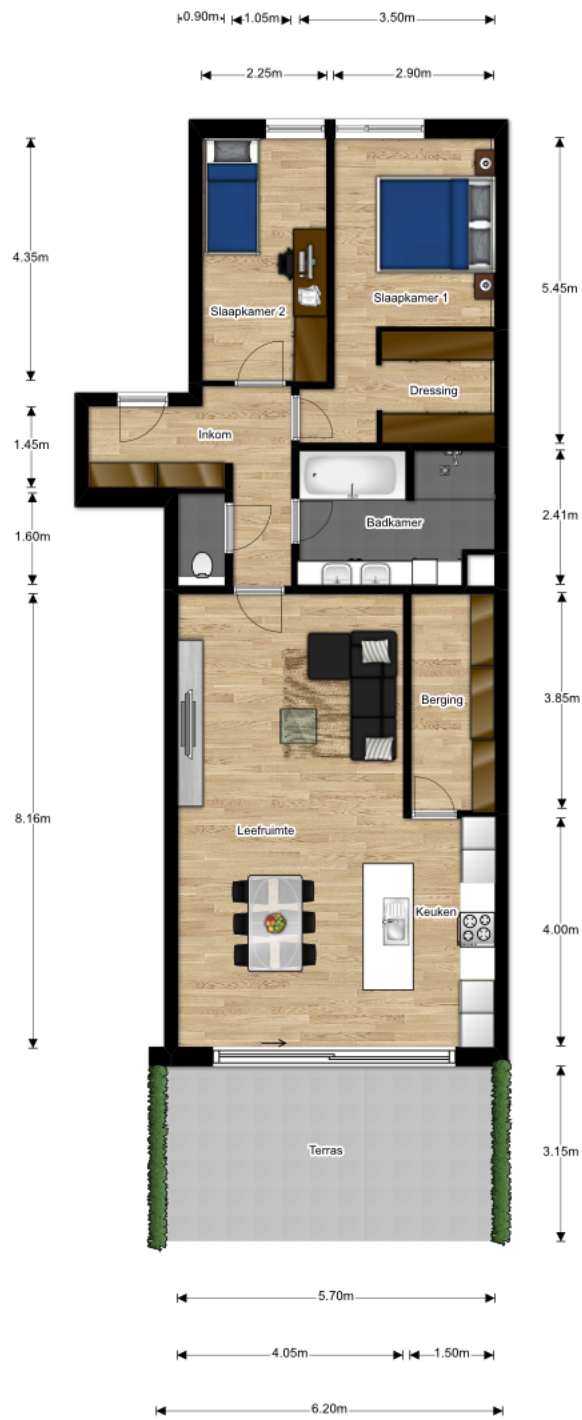 0.90m
1.05m
3.50m
2.25m
2.90m
4.35m
5.45m
Slaapkamer 1
Slaapkamer 2
Dressing
Inkom
1.45m
2.41m
Badkamer
1.60m
3.85m
Berging
8.16m
Leefruimte
Keuken
4.00m
Terras
3.15m
5.70m
4.05m
1.50m
6.20m